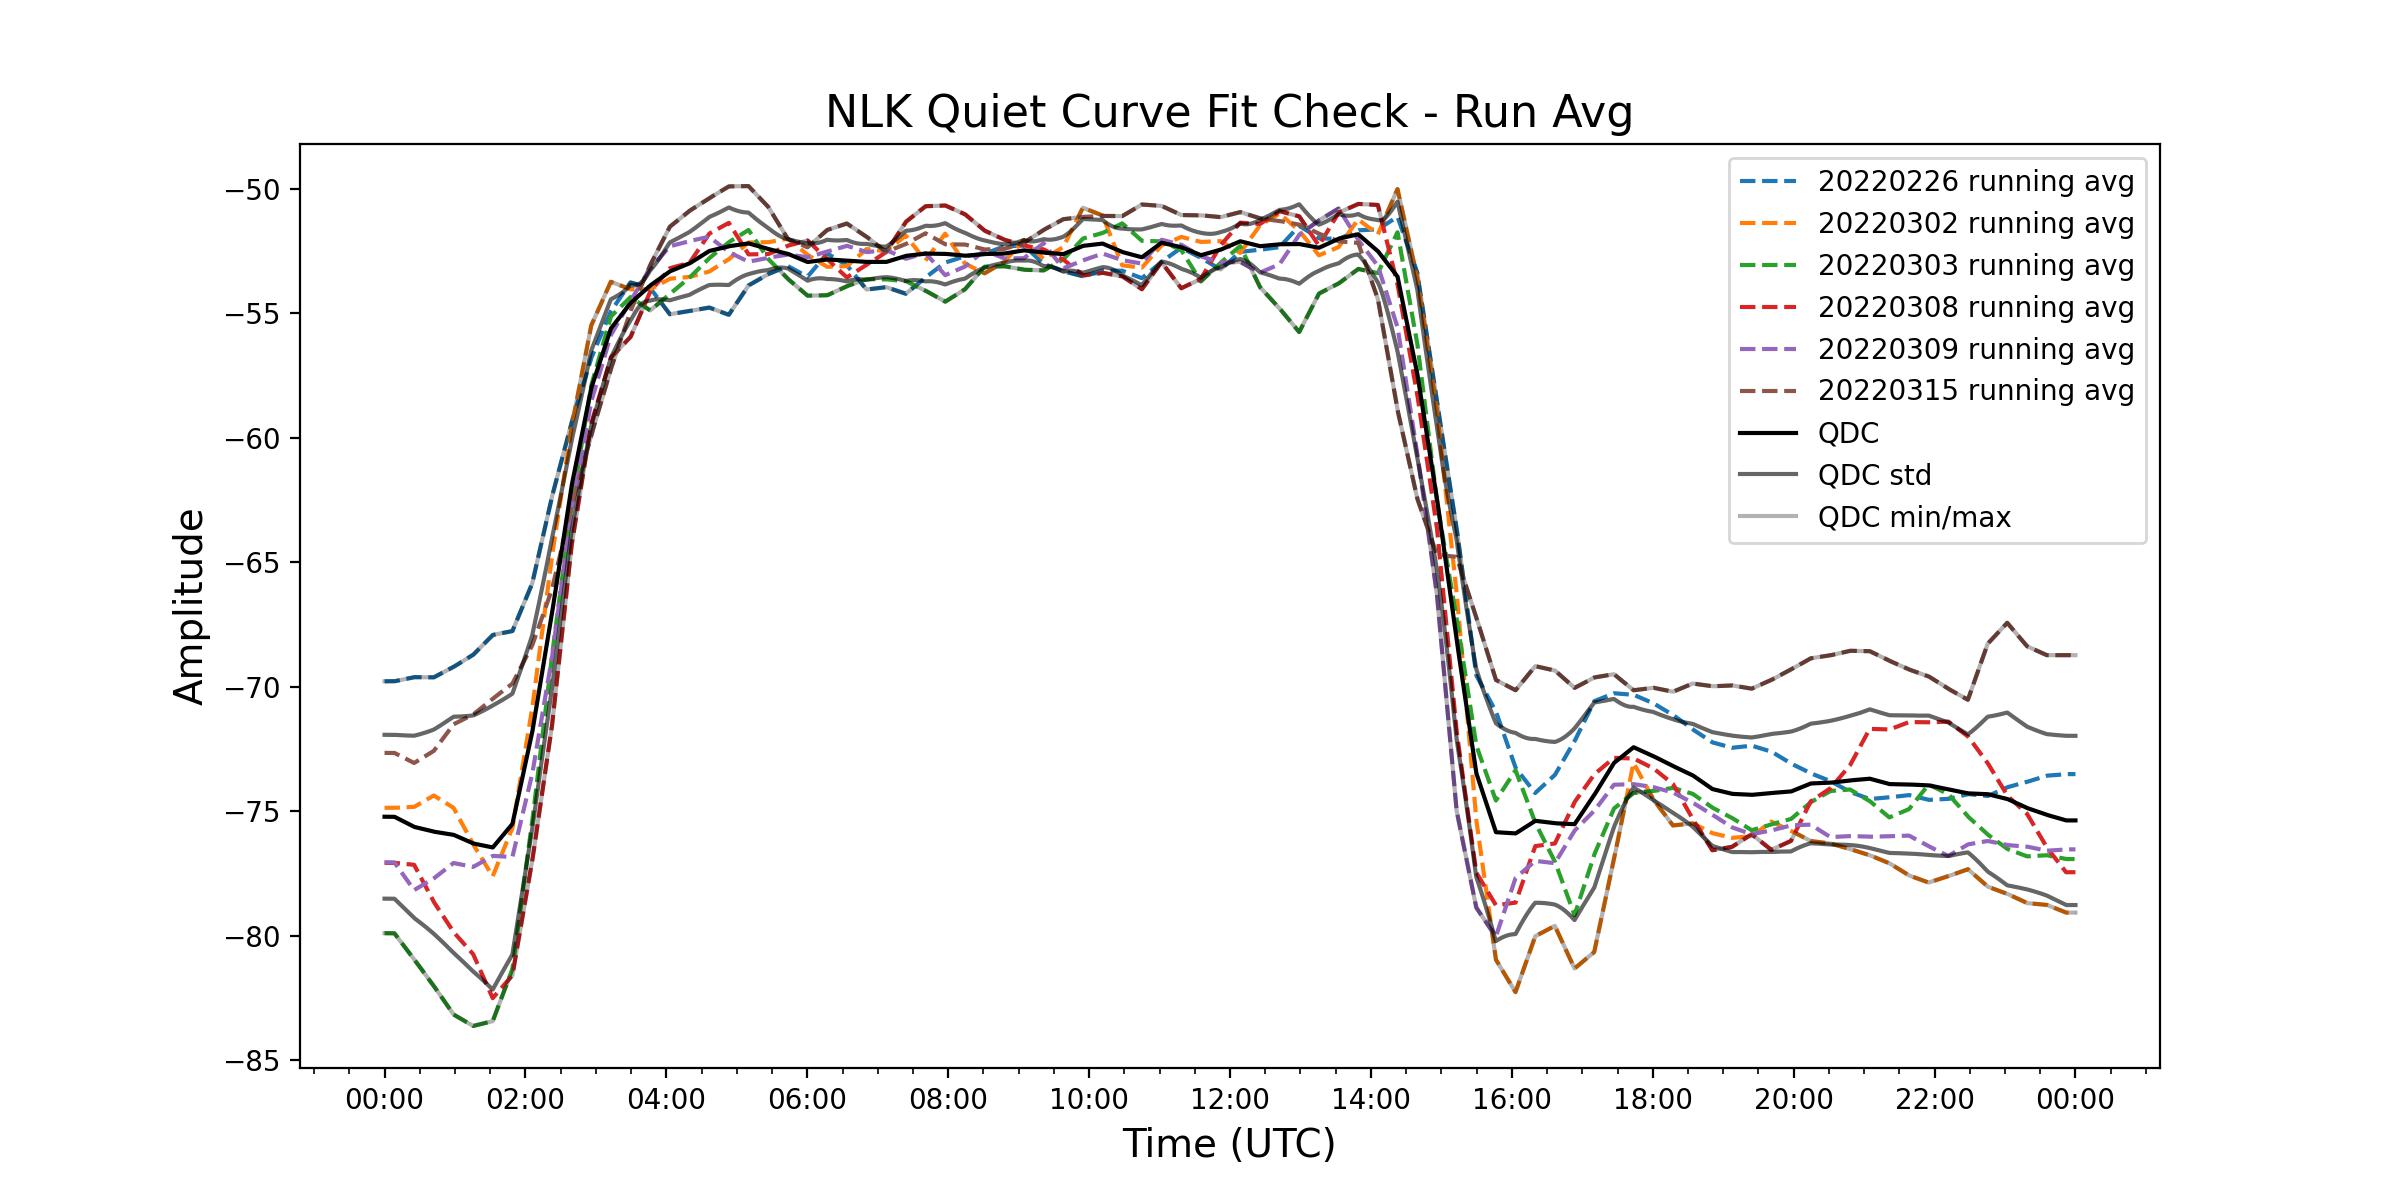 NLK Quiet Curve Fit Check - Run Avg
Amplitude
−50
−55
−60
−65
−70
−75
−80
−85
20220226 running avg
20220302 running avg
20220303 running avg
20220308 running avg
20220309 running avg
20220315 running avg
QDC
QDC std
QDC min/max
00:00 02:00 04:00 06:00 08:00 10:00 12:00 14:00 16:00 18:00 20:00 22:00 00:00
Time (UTC)